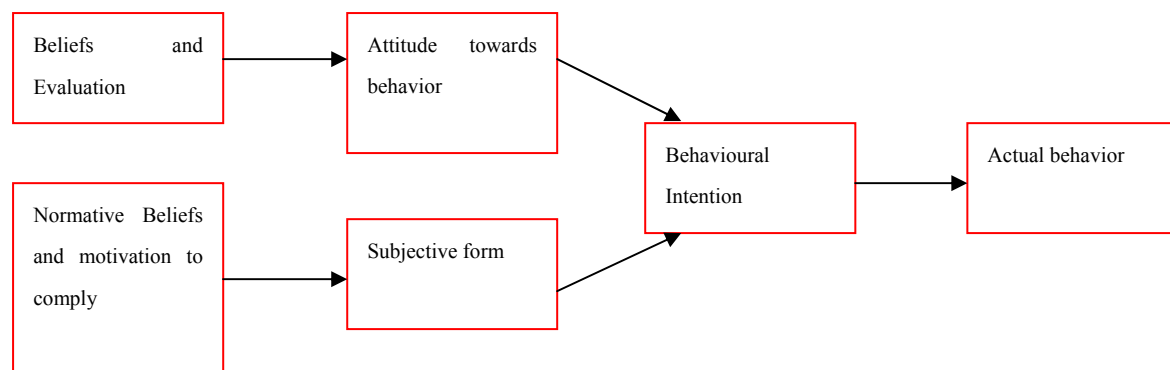 Beliefs and
Evaluation
Attitude towards
behavior
Normative Beliefs
and motivation to
comply
Subjective form
Behavioural
Intention
Actual behavior